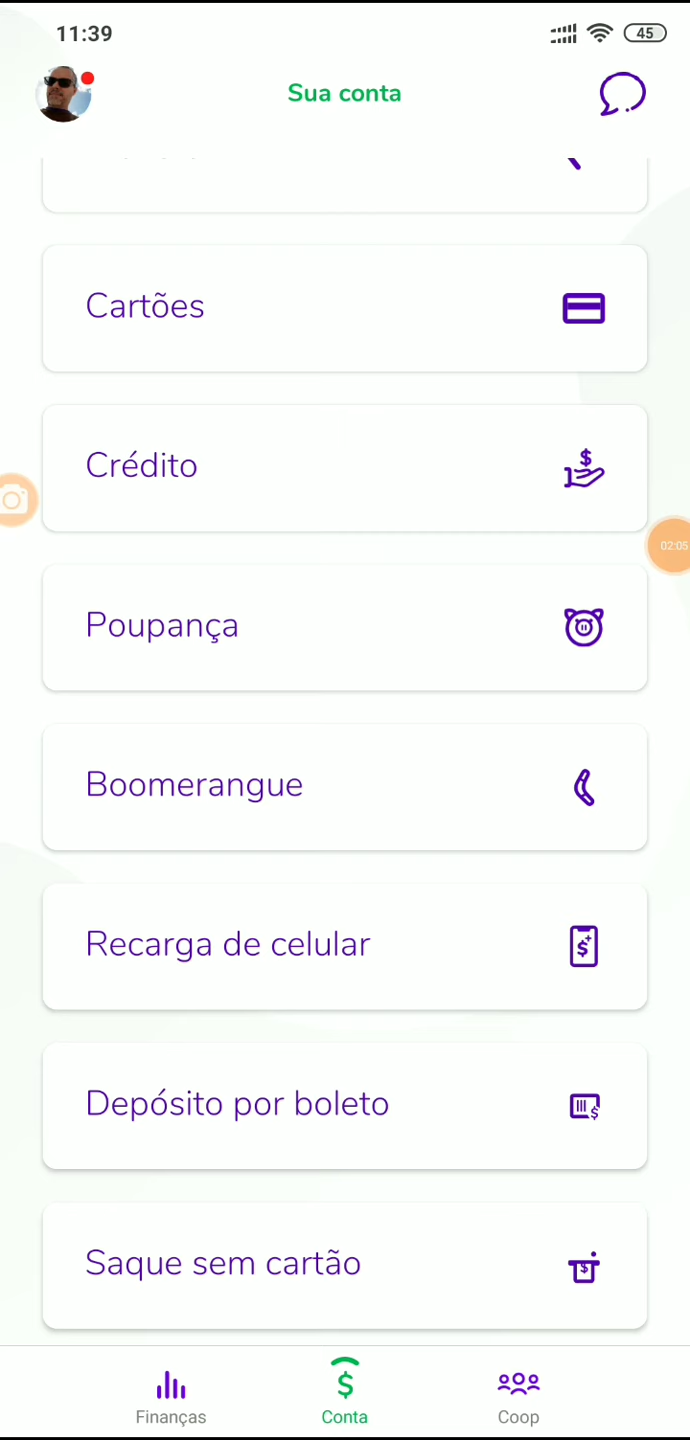 11:39
45
Sua conta
Cartões
Crédito
02:05
Poupança
Boomerangue
Recarga de celular
Depósito por boleto
Saque sem cartão
Finanças
Conta
Coop